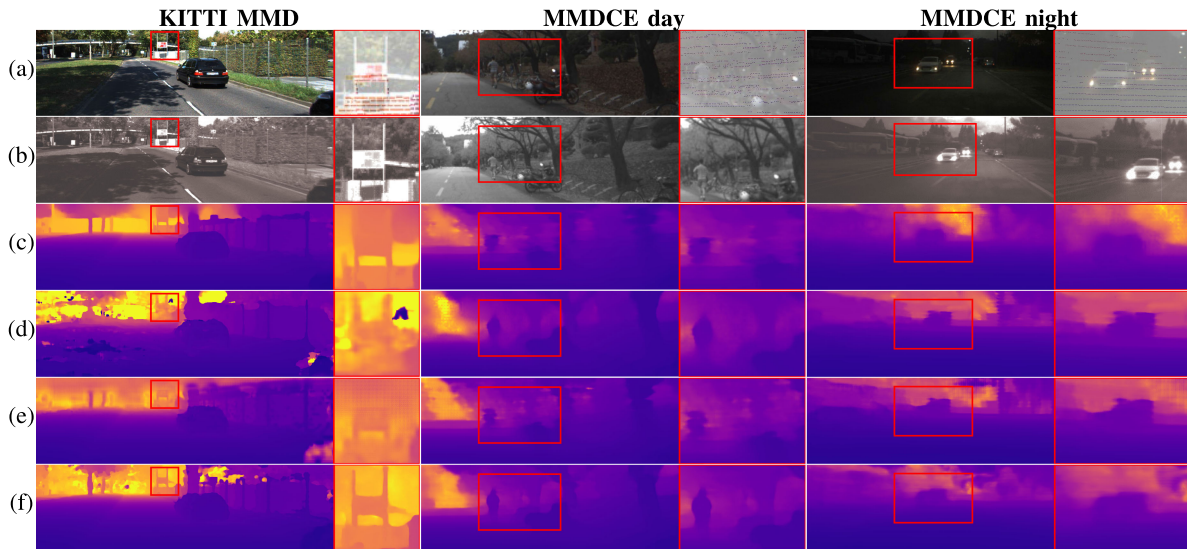 KITTI MMD MMDCE day MMDCE night
(a)
(b)
(c)
(d)
(e)
(f)